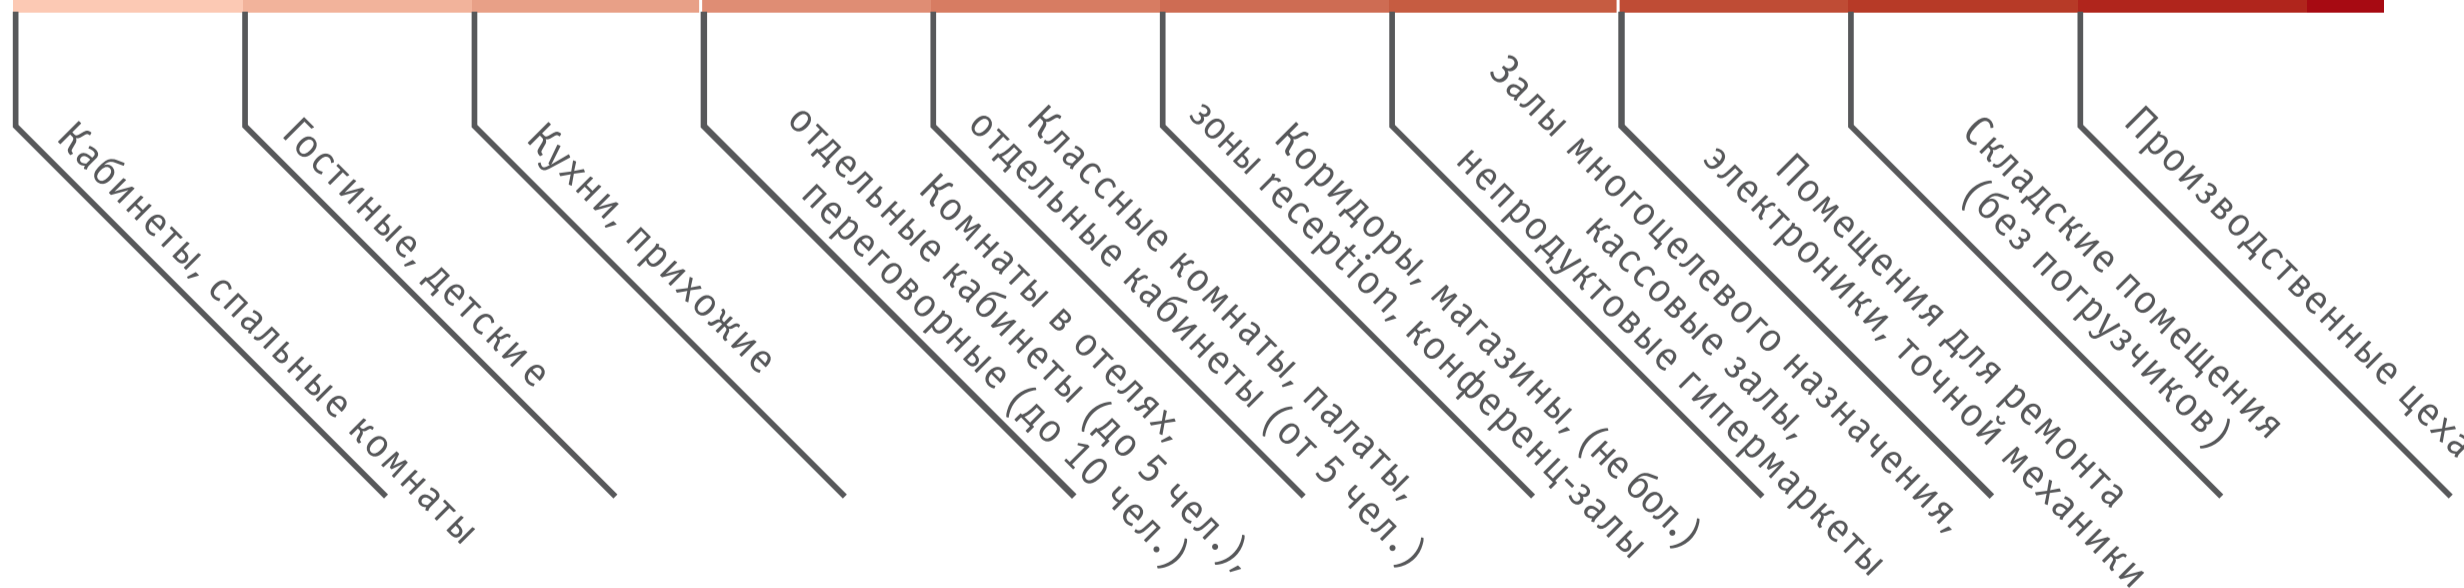 Кабинеты, спальные комнаты
Гостиные, детские
Кухни, прихожие
Комнаты в отелях,
отдельные кабинеты (до 5 чел.),
переговорные (до 10 чел.)
Классные комнаты, палаты,
отдельные кабинеты (от 5 чел.)
Коридоры, магазины, (не бол.)
зоны reception, конференц-залы
Залы многоцелевого назначения,
кассовые залы,
непродуктовые гипермаркеты
Помещения для ремонта
электроники, точной механики
Складские помещения
(без погрузчиков)
Производственные цеха